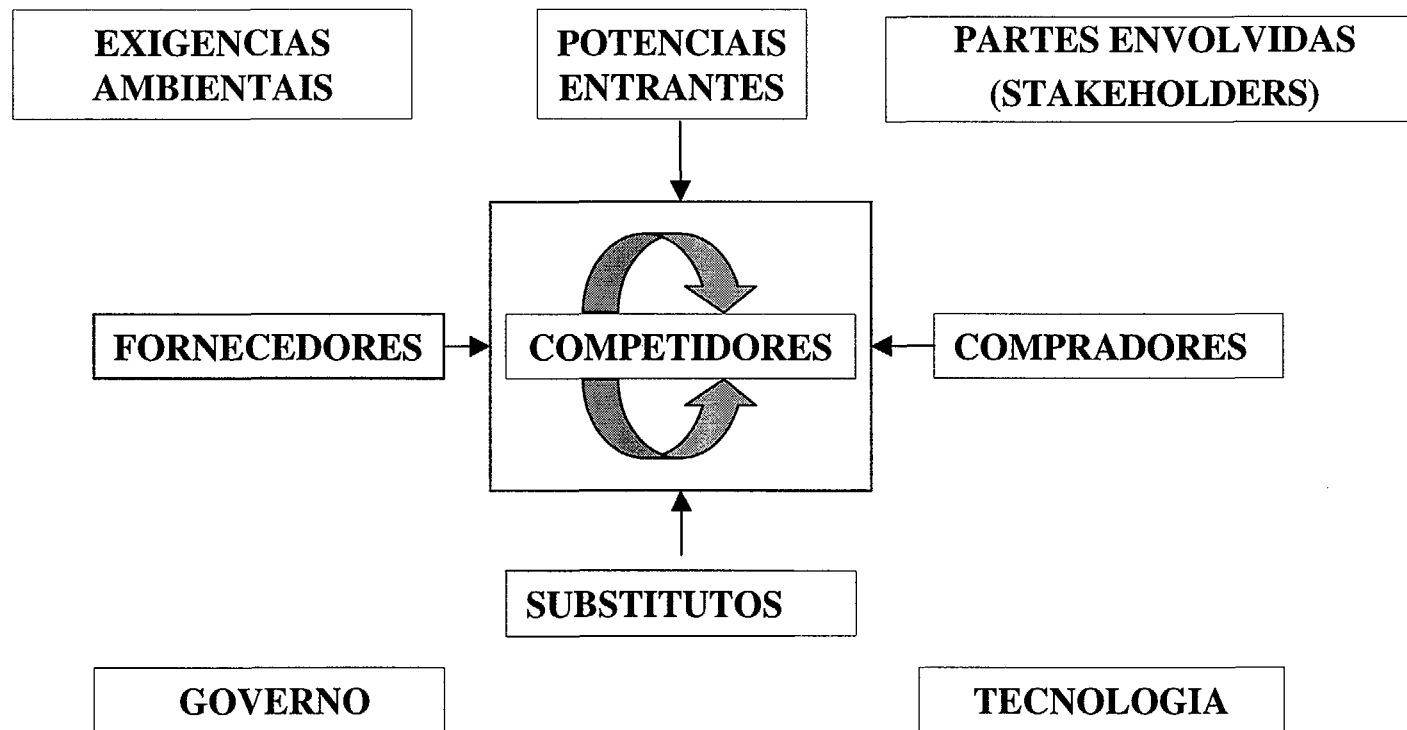 EXIGENCIAS
AMBIENTAIS
POTENCIAIS
ENTRANTES
PARTES ENVOLVIDAS
(STAKEHOLDERS)
FORNECEDORES
COMPETIDORES
COMPRADORES
SUBSTITUTOS
GOVERNO
TECNOLOGIA